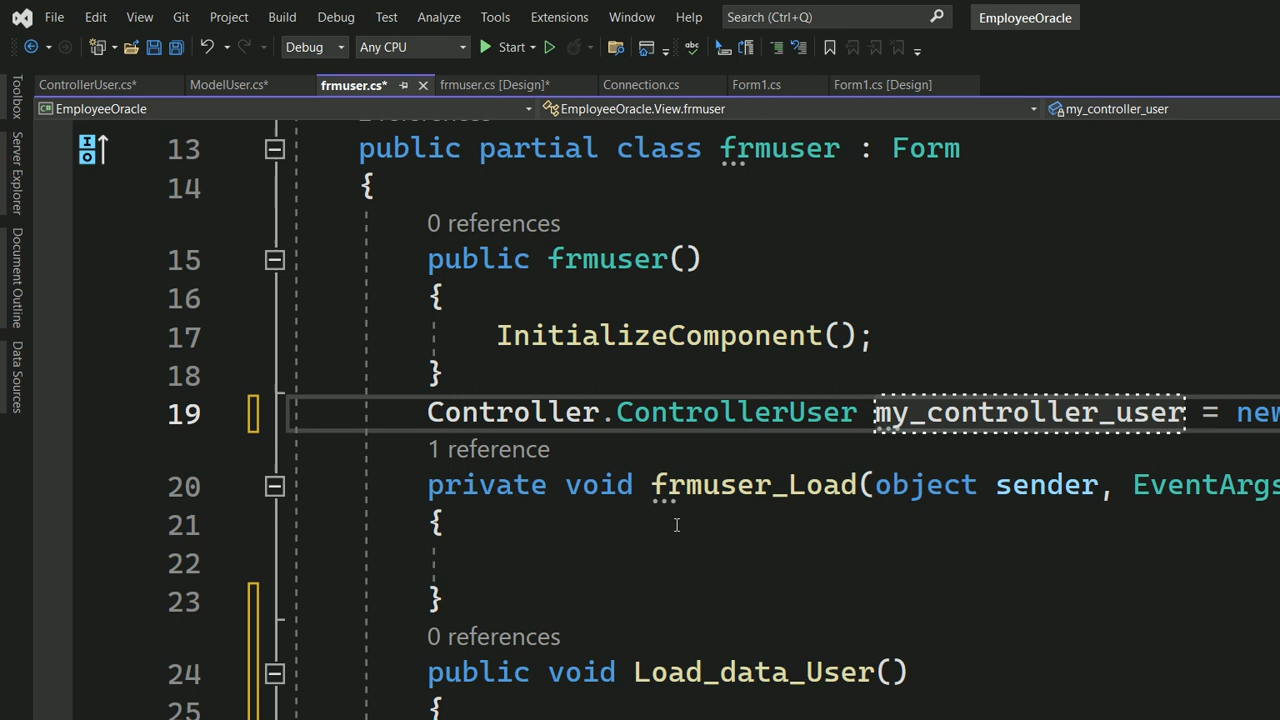 File Edit View Git Project Build Debug Test Analyze Tools Extensions Window Help Search (Ctrl+Q) EmployeeOracle
Debug Any CPU Start
ControllerUser.cs* ModelUser.cs* frmuser.cs* frmuser.cs [Design]* Connection.cs Form1.cs Form1.cs [Design]
EmployeeOracle EmployeeOracle.View.frmuser my_controller_user
Toolbox
Server Explorer
Document Outline
Data Sources
13 public partial class frmuser : Form
14 {
0 references
15 public frmuser()
16 {
17 InitializeComponent();
18 }
19 Controller.ControllerUser my_controller_user = new
1 reference
20 private void frmuser_Load(object sender, EventArgs
21 {
22
23 }
0 references
24 public void Load_data_User()
25 {